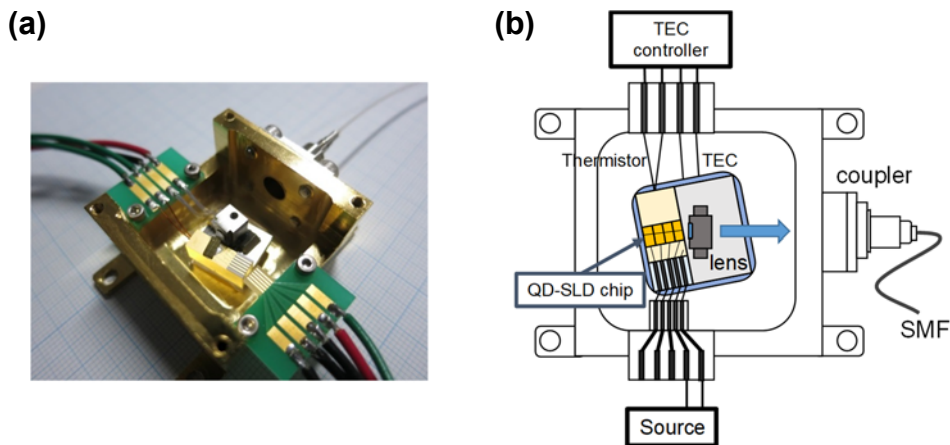 (a)
(b)
TEC
controller
Thermistor
TEC
coupler
lens
QD-SLD chip
SMF
Source